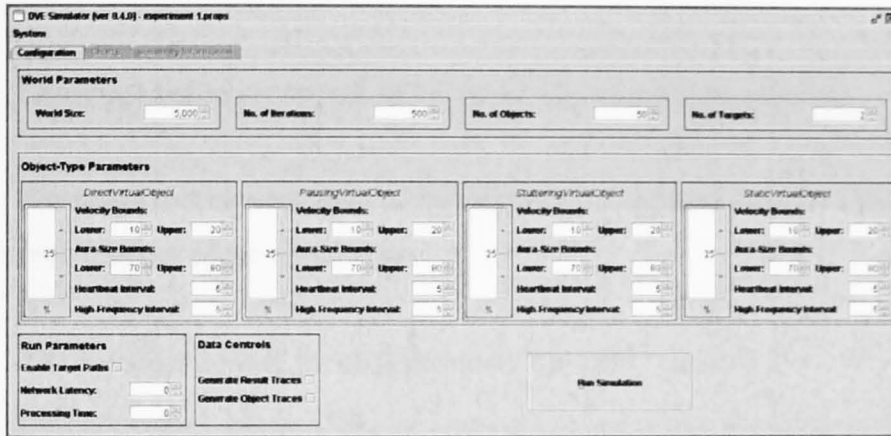 DVE Simulator [ver 0.4.0] - experiment 1.props
System
Configuration
World Parameters
World Size: 5,000 No. of Iterations: 500 No. of Objects: 50 No. of Targets:
Object-Type Parameters
DirectVirtualObject PausingVirtualObject StutteringVirtualObject StaticVirtualObject
Velocity Bounds: Velocity Bounds: Velocity Bounds: Velocity Bounds:
Lower: 10 Upper: 20 Lower: 10 Upper: 20 Lower: 10 Upper: 20 Lower: 10 Upper: 20
25 Aura-Size Bounds: 25 Aura-Size Bounds: 25 Aura-Size Bounds: 25 Aura-Size Bounds:
Lower: 70 Upper: 80 Lower: 70 Upper: 80 Lower: 70 Upper: 80 Lower: 70 Upper: 80
Heartbeat Interval: 5 Heartbeat Interval: 5 Heartbeat Interval: 5 Heartbeat Interval: 5
% High Frequency Interval: 5 % High Frequency Interval: 5 % High Frequency Interval: 5 % High Frequency Interval: 5
Run Parameters Data Controls
Enable Target Paths
Generate Result Traces
Run Simulation
Network Latency: 0
Generate Object Traces
Processing Time: 0